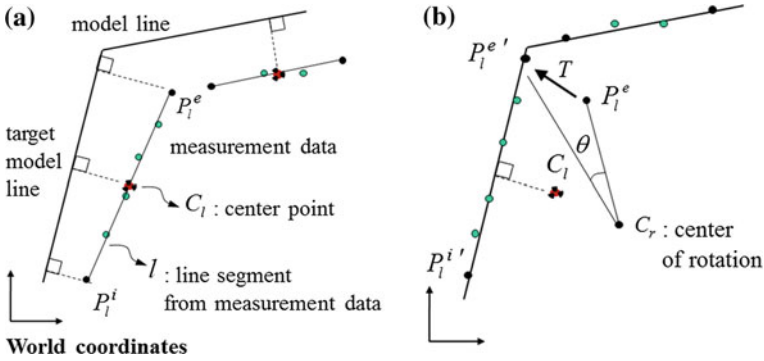 (a)
model line
P_l^e
target
model
line
measurement data
C_l : center point
l : line segment
from measurement data
P_l^i
World coordinates
(b)
P_l^e'
T
P_l^e
θ
C_l
C_r : center
of rotation
P_l^i'